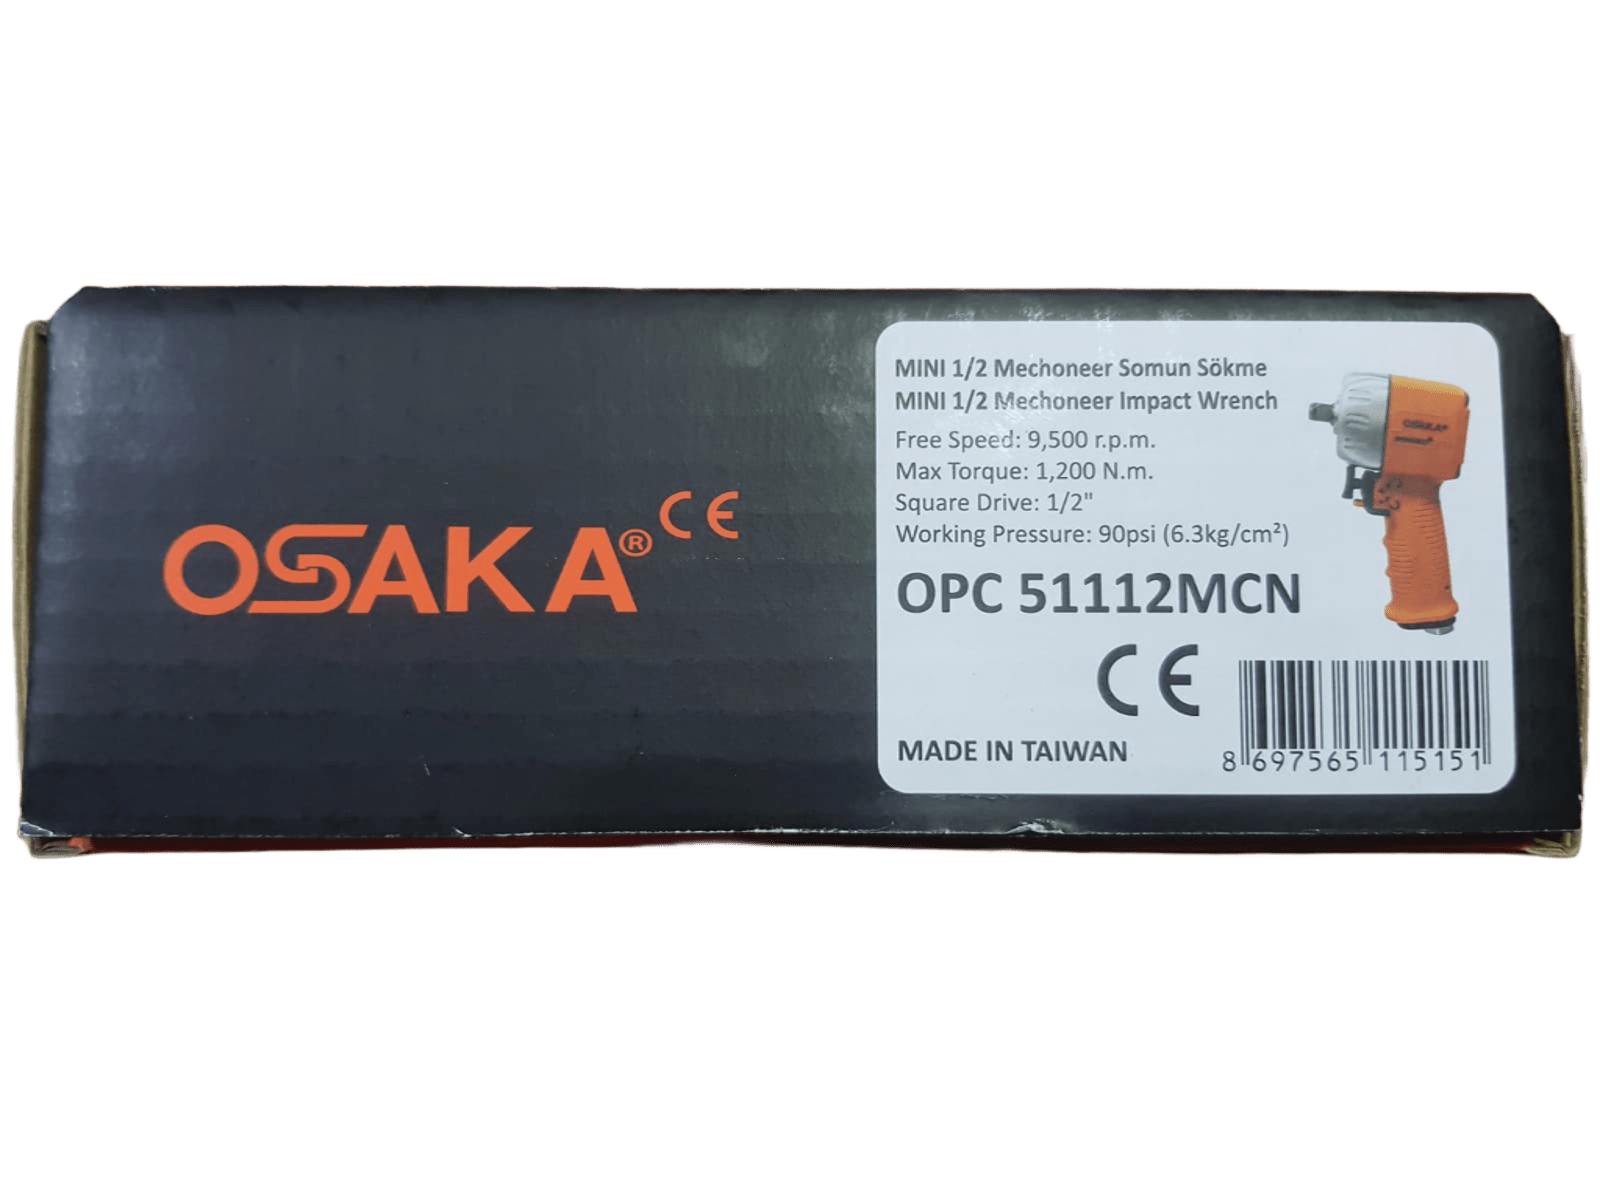 OSAKA® CE
MINI 1/2 Mechoneer Somun Sökme
MINI 1/2 Mechoneer Impact Wrench
Free Speed: 9,500 r.p.m.
Max Torque: 1,200 N.m.
Square Drive: 1/2"
Working Pressure: 90psi (6.3kg/cm²)
OPC 51112MCN
CE
MADE IN TAIWAN
8 697565 115151
OSAKA®